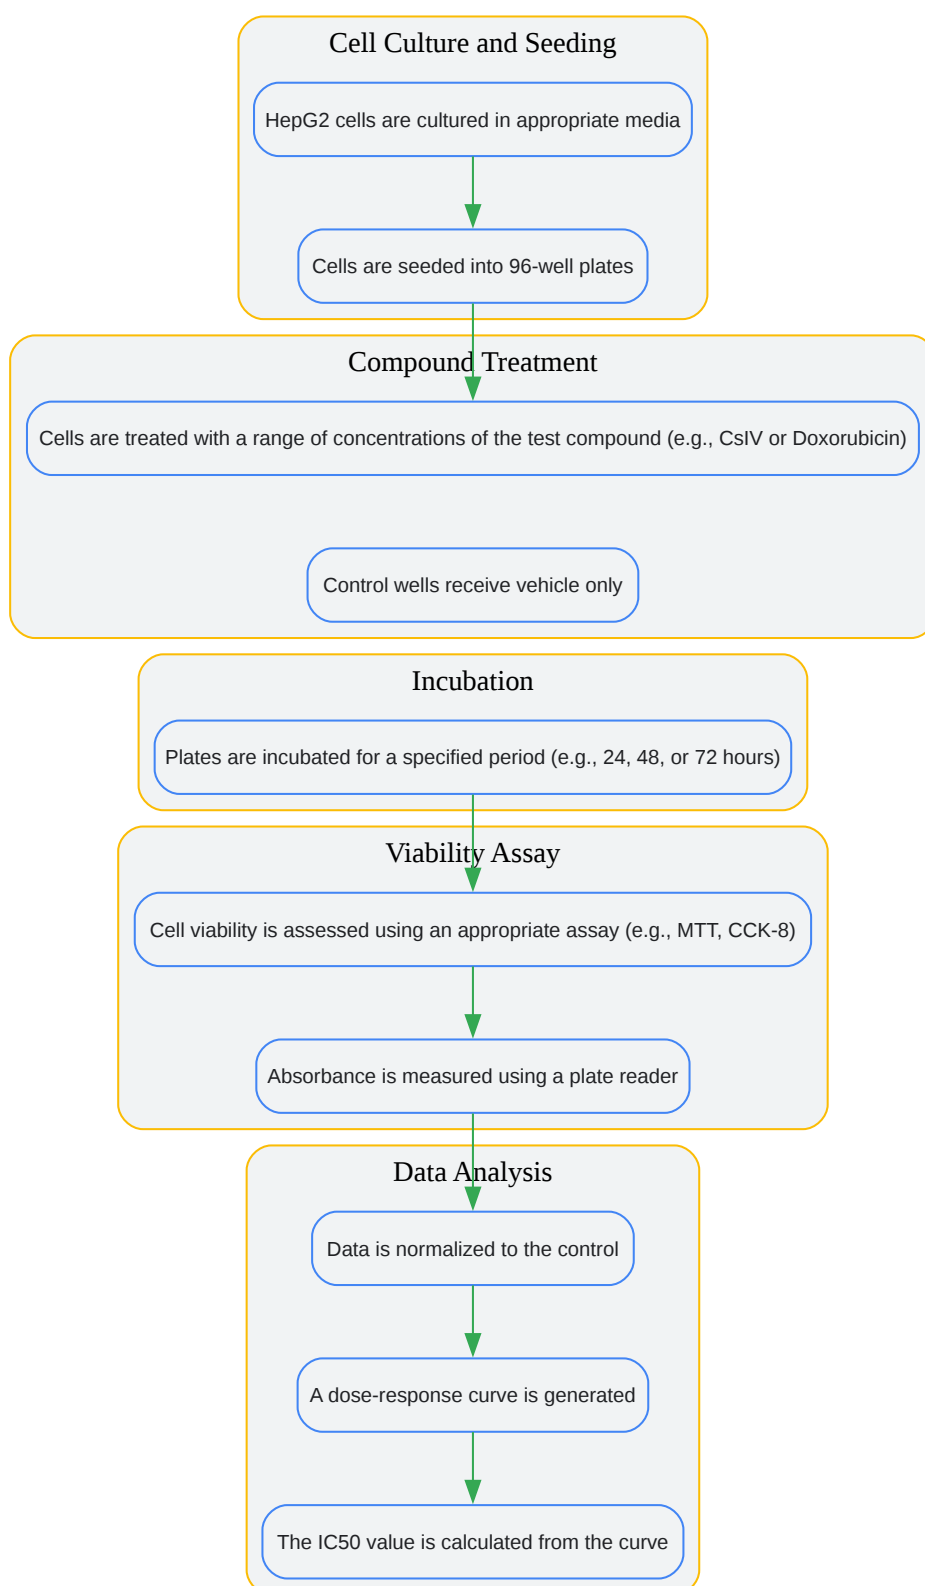 Cell Culture and Seeding
HepG2 cells are cultured in appropriate media
Cells are seeded into 96-well plates
Compound Treatment
Cells are treated with a range of concentrations of the test compound (e.g., CsIV or Doxorubicin)
Control wells receive vehicle only
Incubation
Plates are incubated for a specified period (e.g., 24, 48, or 72 hours)
Viability Assay
Cell viability is assessed using an appropriate assay (e.g., MTT, CCK-8)
Absorbance is measured using a plate reader
Data Analysis
Data is normalized to the control
A dose-response curve is generated
The IC50 value is calculated from the curve